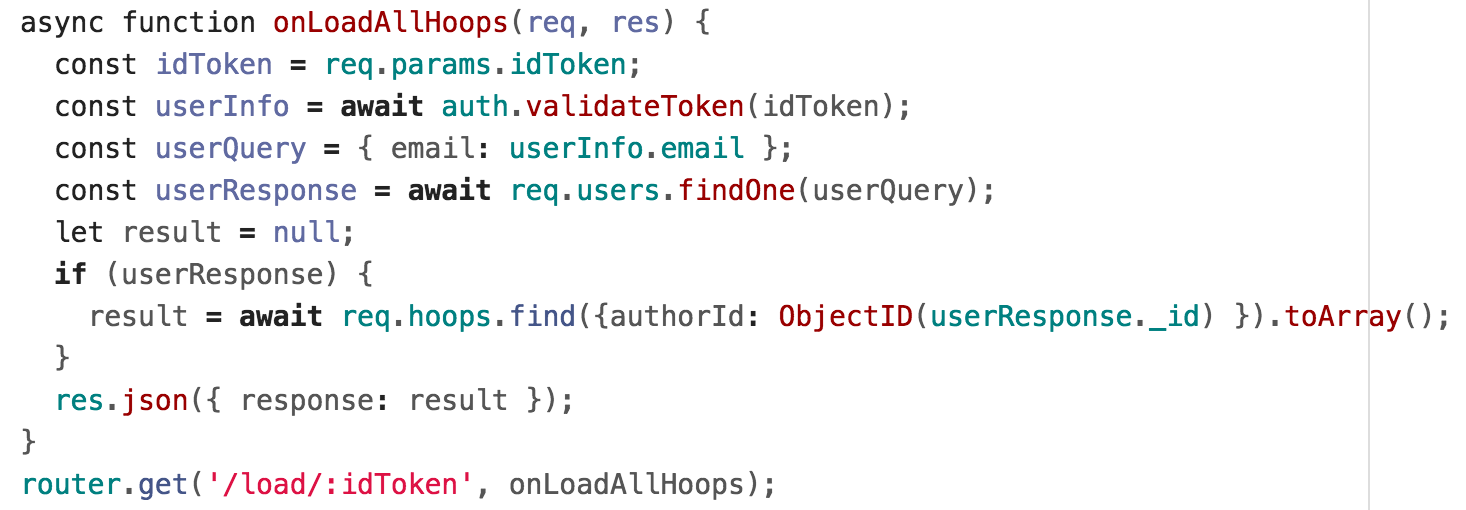 async function onLoadAllHoops(req, res) {
  const idToken = req.params.idToken;
  const userInfo = await auth.validateToken(idToken);
  const userQuery = { email: userInfo.email };
  const userResponse = await req.users.findOne(userQuery);
  let result = null;
  if (userResponse) {
    result = await req.hoops.find({authorId: ObjectID(userResponse._id) }).toArray();
  }
  res.json({ response: result });
}
router.get('/load/:idToken', onLoadAllHoops);